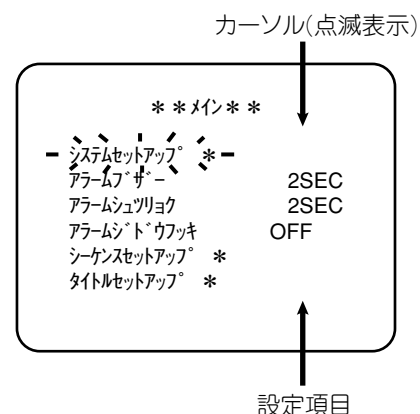 カーソル(点滅表示)
＊＊ﾒｲﾝ＊＊
ｼｽﾃﾑｾｯﾄｱｯﾌﾟ ＊
ｱﾗｰﾑﾌﾞｻﾞｰ 2SEC
ｱﾗｰﾑｼｭﾂﾘｮｸ 2SEC
ｱﾗｰﾑｼﾞﾄﾞｳﾌｯｷ OFF
ｼｰｹﾝｽｾｯﾄｱｯﾌﾟ ＊
ﾀｲﾄﾙｾｯﾄｱｯﾌﾟ ＊
設定項目